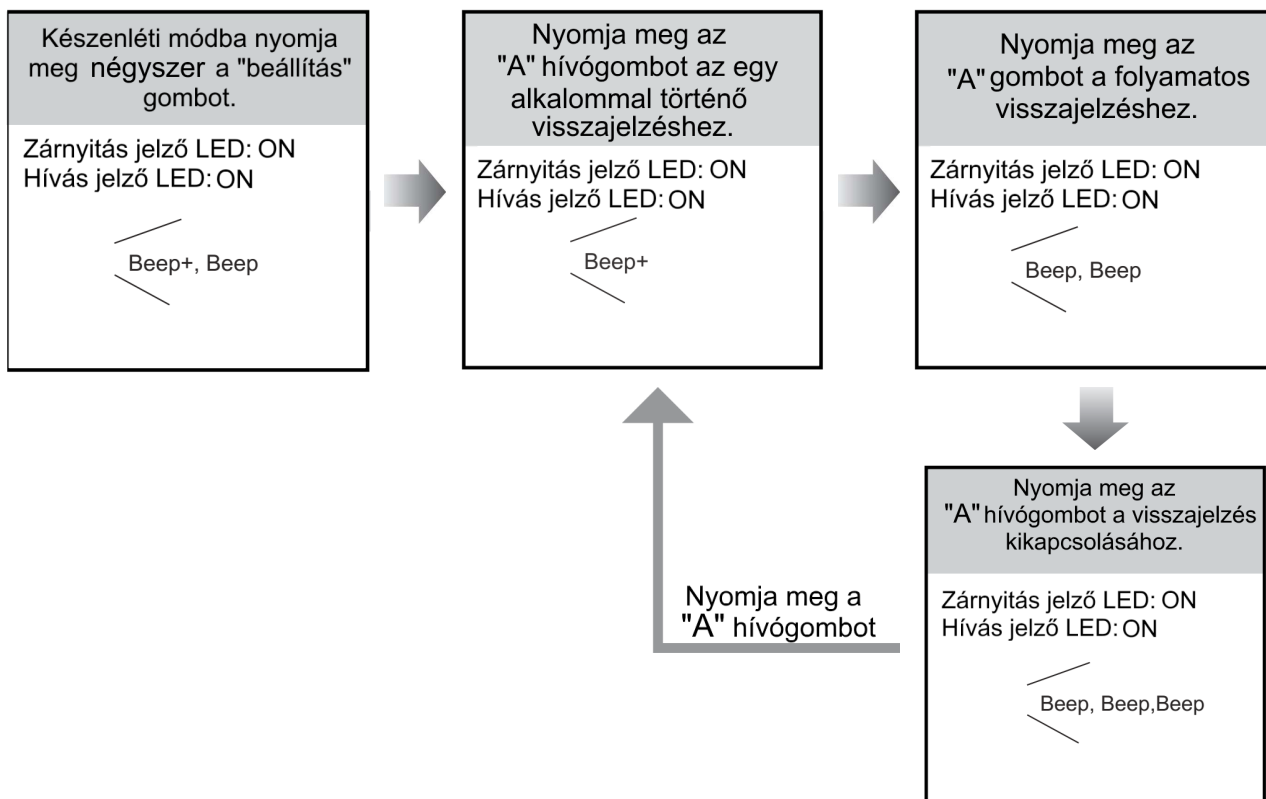 Készenléti módba nyomja
meg négyszer a "beállítás"
gombot.
Zárnyitás jelző LED: ON
Hívás jelző LED: ON
Beep+, Beep
Nyomja meg az
"A" hívógombot az egy
alkalommal történő
visszajelzéshez.
Zárnyitás jelző LED: ON
Hívás jelző LED: ON
Beep+
Nyomja meg az
"A" gombot a folyamatos
visszajelzéshez.
Zárnyitás jelző LED: ON
Hívás jelző LED: ON
Beep, Beep
Nyomja meg az
"A" hívógombot a visszajelzés
kikapcsolásához.
Zárnyitás jelző LED: ON
Hívás jelző LED: ON
Beep, Beep,Beep
Nyomja meg a
"A" hívógombot